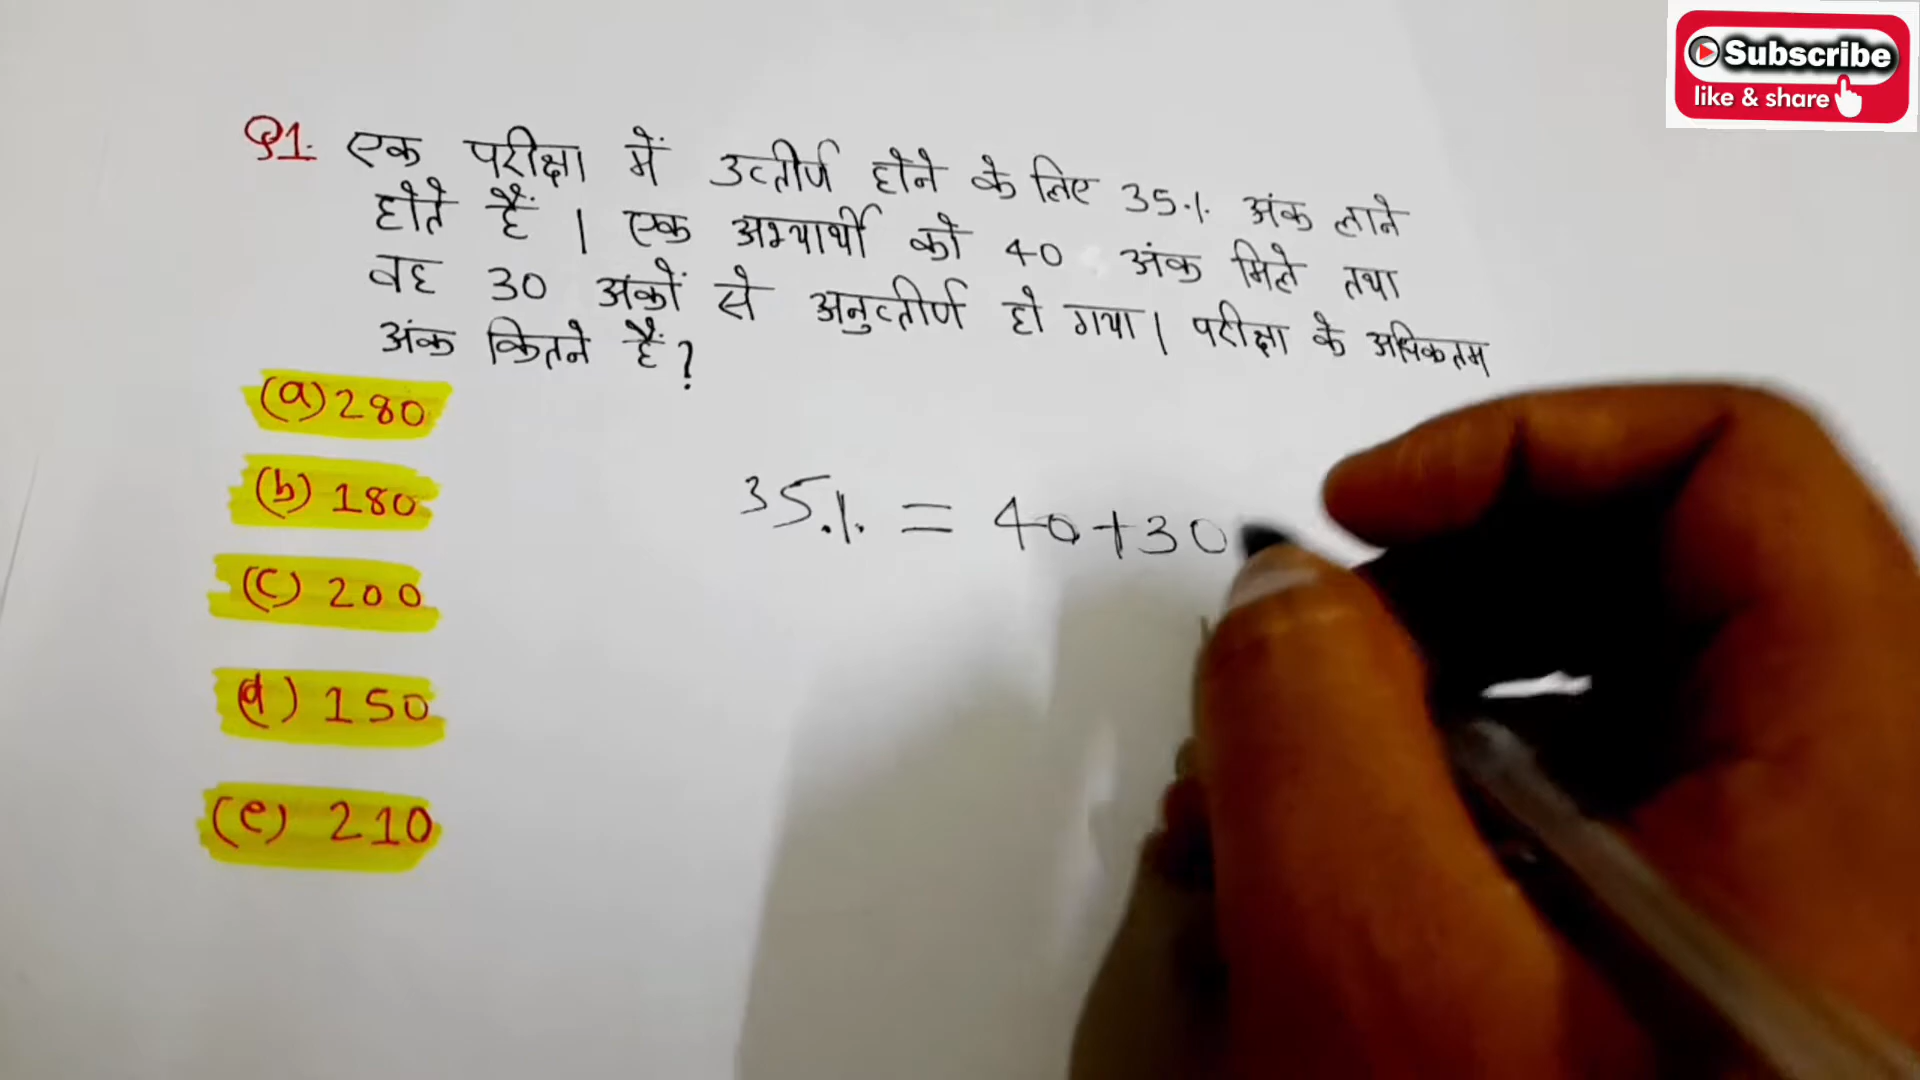 Subscribe
like & share
Q1. एक परीक्षा में उत्तीर्ण होने के लिए 35% अंक लाने
होते हैं । एक अभ्यार्थी को 40 अंक मिले तथा
वह 30 अंकों से अनुत्तीर्ण हो गया । परीक्षा के अधिकतम
अंक कितने हैं ?
(a) 280
35% = 40+30
(b) 180
(c) 200
(d) 150
(e) 210